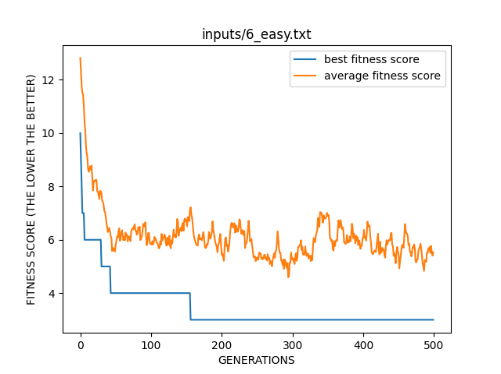 inputs/6_easy.txt
best fitness score
average fitness score
FITNESS SCORE (THE LOWER THE BETTER)
12
10
8
6
4
0 100 200 300 400 500
GENERATIONS